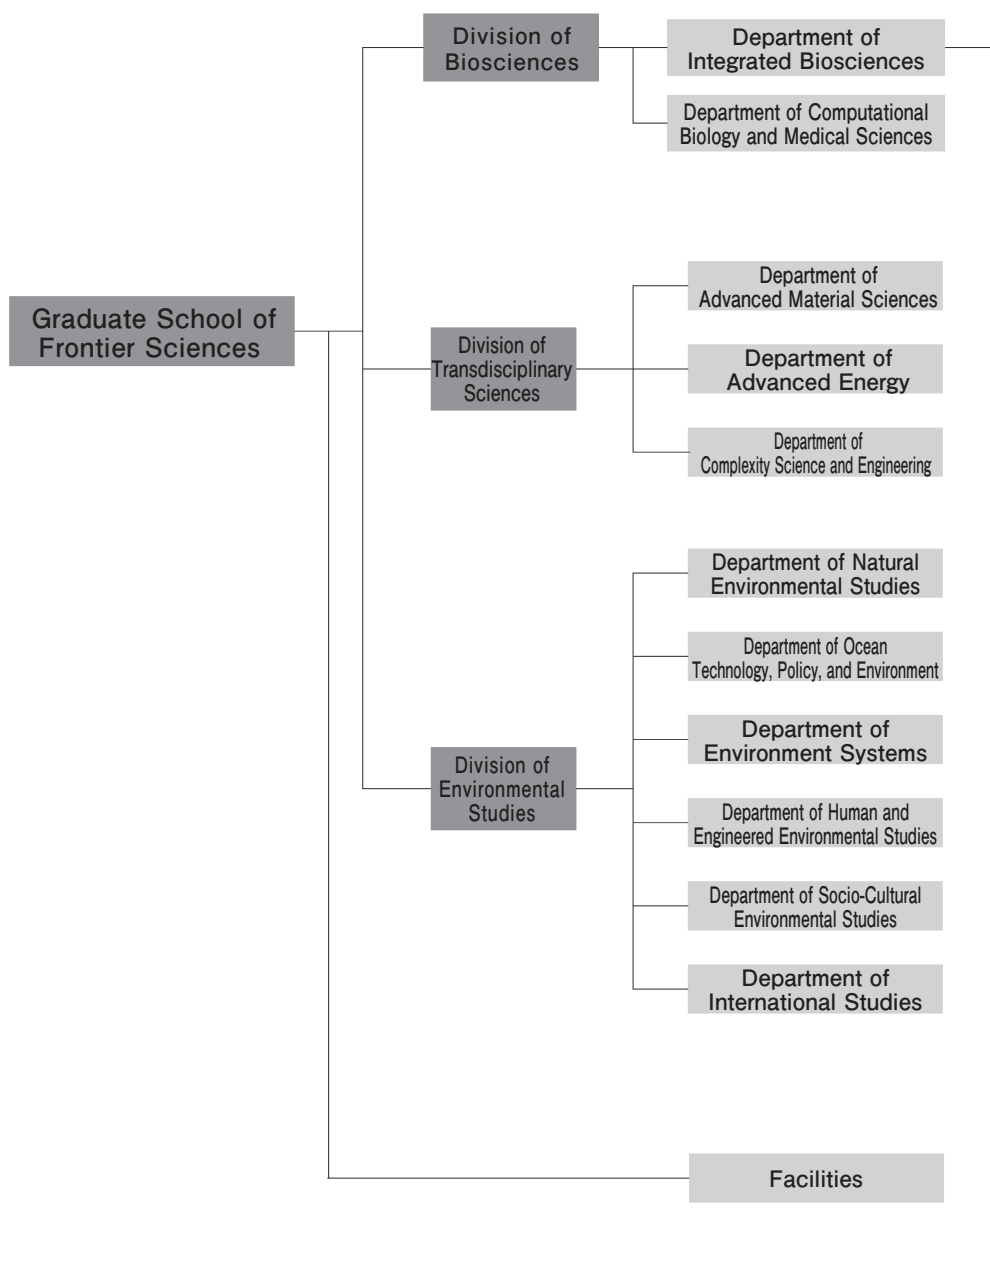 Graduate School of
Frontier Sciences
Division of
Biosciences
Department of
Integrated Biosciences
Department of Computational
Biology and Medical Sciences
Division of
Transdisciplinary
Sciences
Department of
Advanced Material Sciences
Department of
Advanced Energy
Department of
Complexity Science and Engineering
Division of
Environmental
Studies
Department of Natural
Environmental Studies
Department of Ocean
Technology, Policy, and Environment
Department of
Environment Systems
Department of Human and
Engineered Environmental Studies
Department of Socio-Cultural
Environmental Studies
Department of
International Studies
Facilities